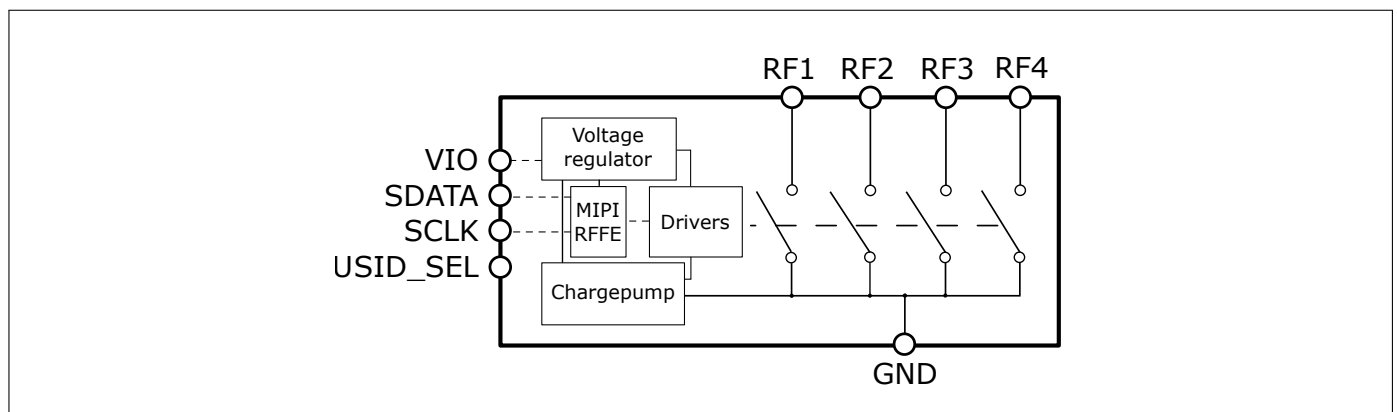 RF1 RF2 RF3 RF4
Voltage
regulator
VIO
SDATA
MIPI
RFFE
Drivers
SCLK
USID_SEL
Chargepump
GND